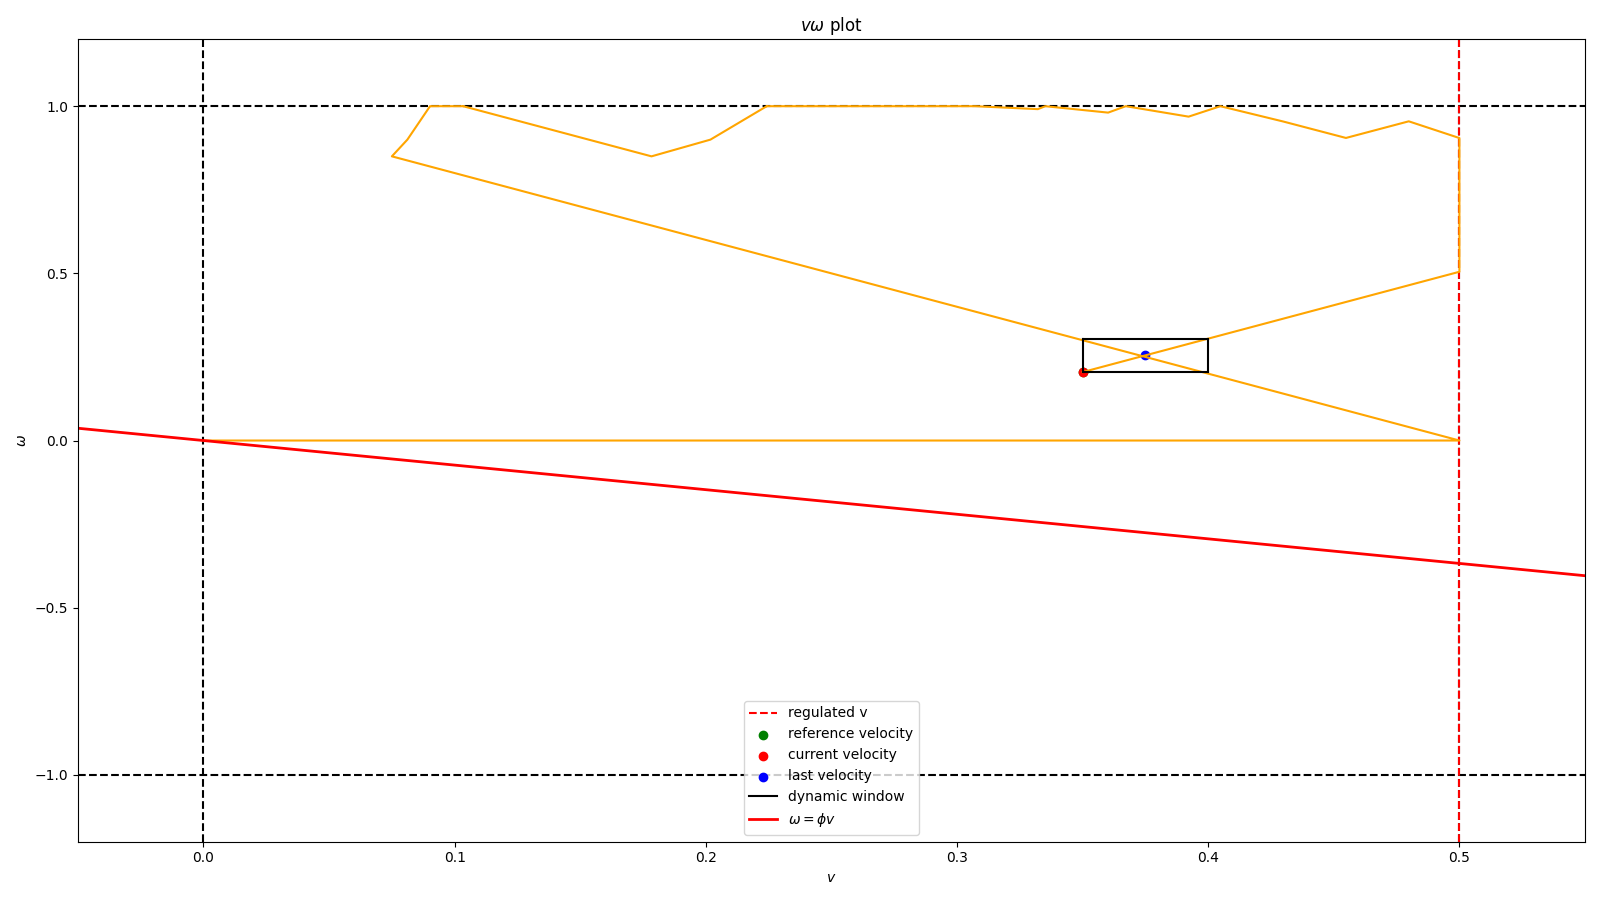 vω plot
1.0
0.5
0.0
−0.5
−1.0
ω
0.0 0.1 0.2 0.3 0.4 0.5
v
regulated v
reference velocity
current velocity
last velocity
dynamic window
ω = ϕv